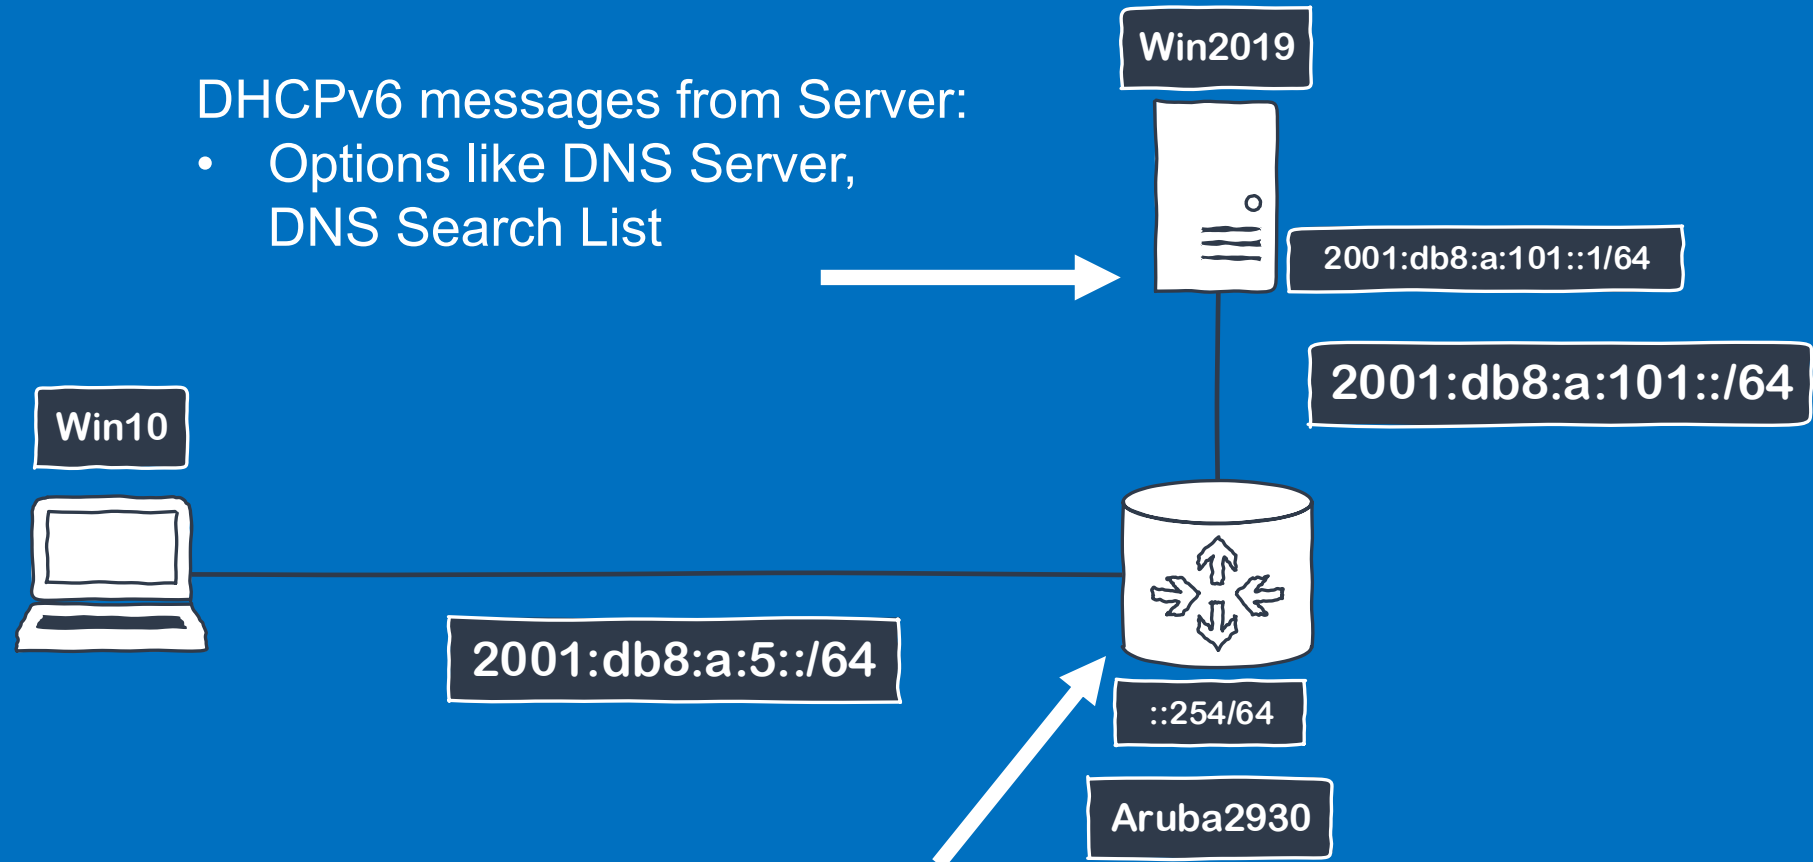 Win2019
DHCPv6 messages from Server:
• Options like DNS Server,
DNS Search List
2001:db8:a:101::1/64
2001:db8:a:101::/64
Win10
2001:db8:a:5::/64
::254/64
Aruba2930